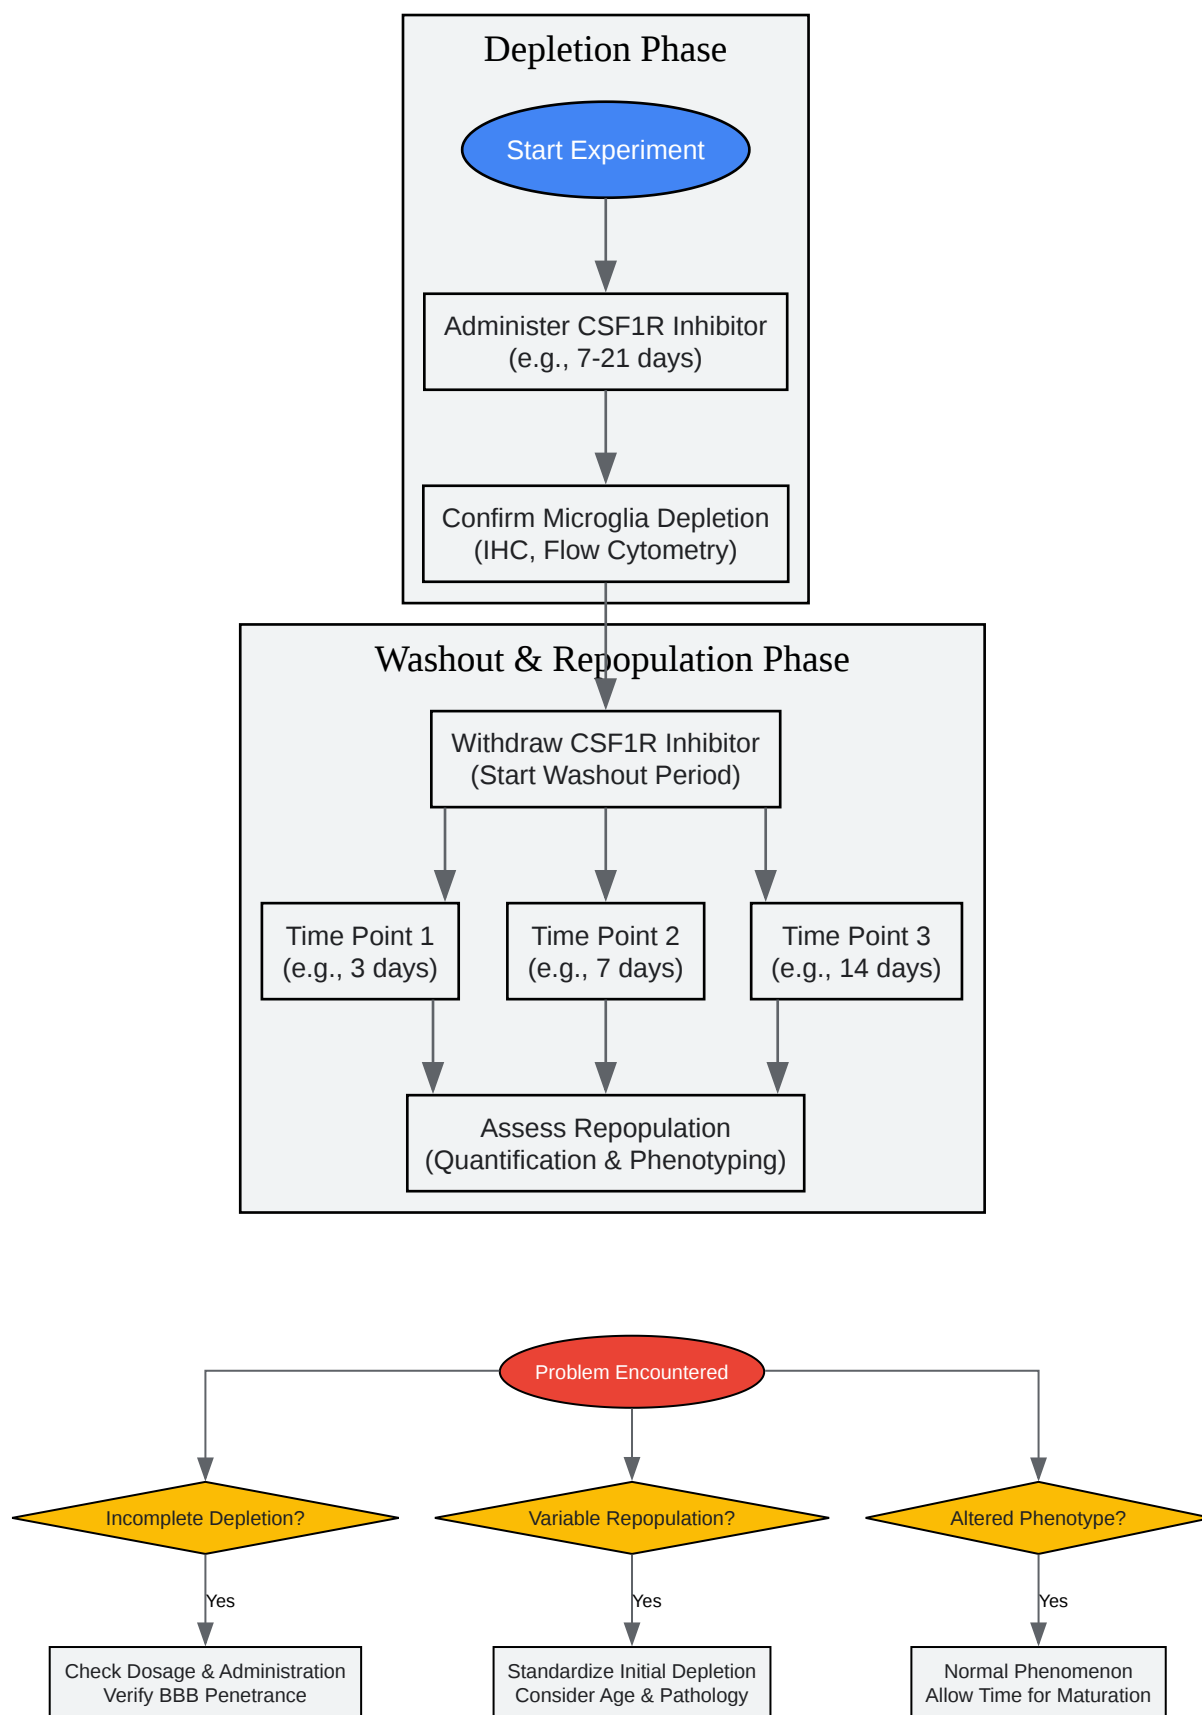 Depletion Phase
Start Experiment
Administer CSF1R Inhibitor
(e.g., 7-21 days)
Confirm Microglia Depletion
(IHC, Flow Cytometry)
Washout & Repopulation Phase
Withdraw CSF1R Inhibitor
(Start Washout Period)
Time Point 1
(e.g., 3 days)
Time Point 2
(e.g., 7 days)
Time Point 3
(e.g., 14 days)
Assess Repopulation
(Quantification & Phenotyping)
Problem Encountered
Incomplete Depletion?
Variable Repopulation?
Altered Phenotype?
Yes
Yes
Yes
Check Dosage & Administration
Verify BBB Penetrance
Standardize Initial Depletion
Consider Age & Pathology
Normal Phenomenon
Allow Time for Maturation